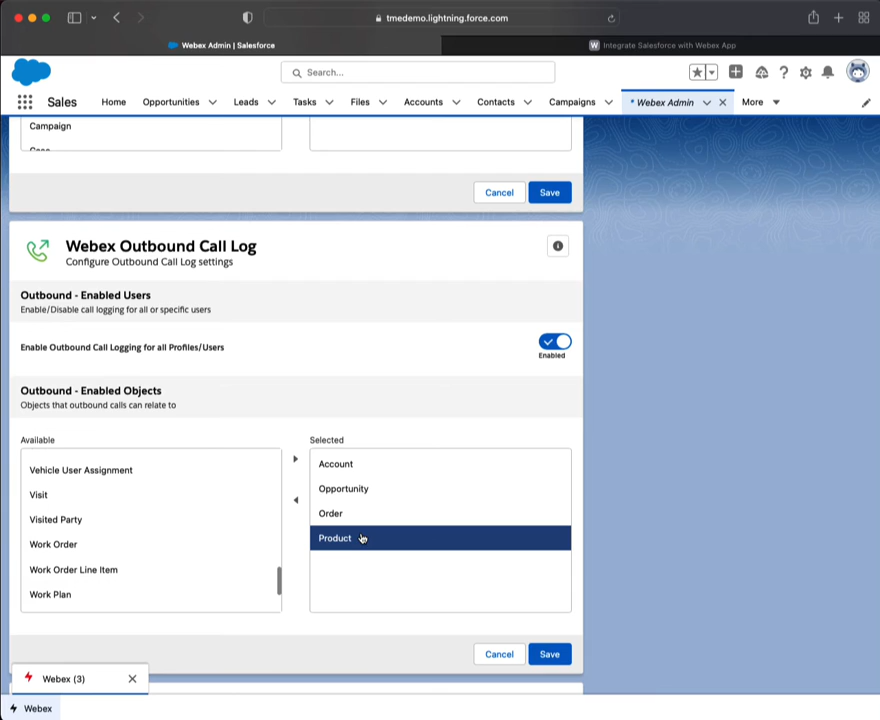 tmedemo.lightning.force.com
Webex Admin | Salesforce
W Integrate Salesforce with Webex App
Search...
Sales
Home
Opportunities
Leads
Tasks
Files
Accounts
Contacts
Campaigns
* Webex Admin
More
Campaign
Case
Cancel
Save
Webex Outbound Call Log
Configure Outbound Call Log settings
Outbound - Enabled Users
Enable/Disable call logging for all or specific users
Enable Outbound Call Logging for all Profiles/Users
Enabled
Outbound - Enabled Objects
Objects that outbound calls can relate to
Available
Selected
Vehicle User Assignment
Visit
Visited Party
Work Order
Work Order Line Item
Work Plan
Account
Opportunity
Order
Product
Cancel
Save
Webex (3)
Webex